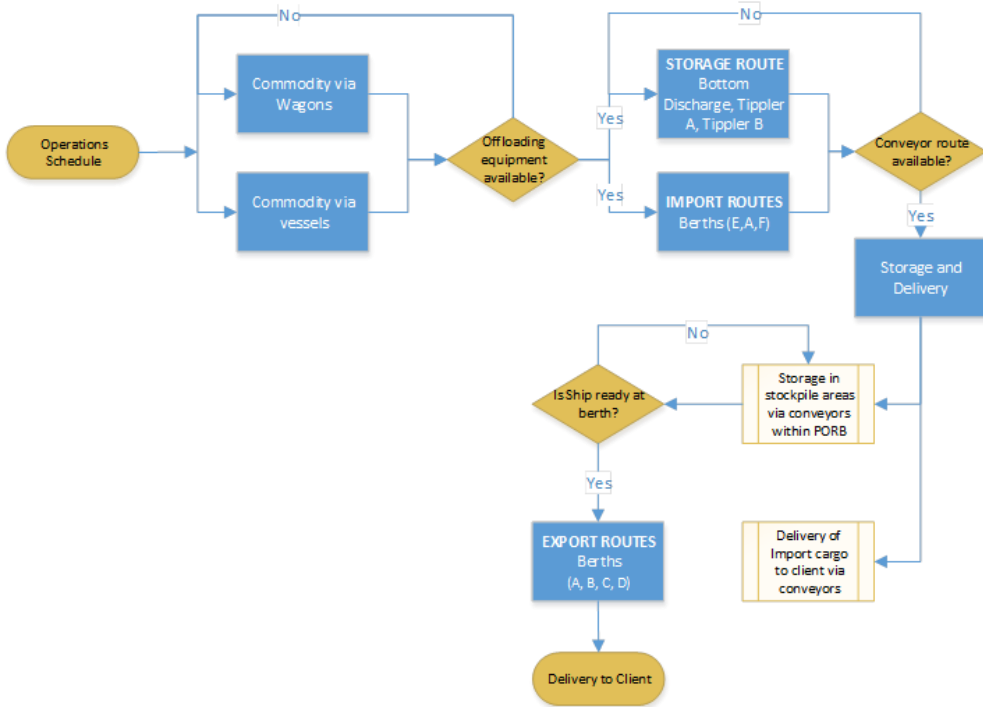 No
No
Commodity via
Wagons
STORAGE ROUTE
Bottom
Discharge, Tippler
A, Tippler B
Yes
Operations
Schedule
Offloading
equipment
available?
Conveyor route
available?
Yes
Commodity via
vessels
IMPORT ROUTES
Berths (E,A,F)
Yes
Storage and
Delivery
No
Is Ship ready at
berth?
Storage in
stockpile areas
via conveyors
within PORB
Yes
EXPORT ROUTES
Berths
(A, B, C, D)
Delivery of
Import cargo
to client via
conveyors
Delivery to Client